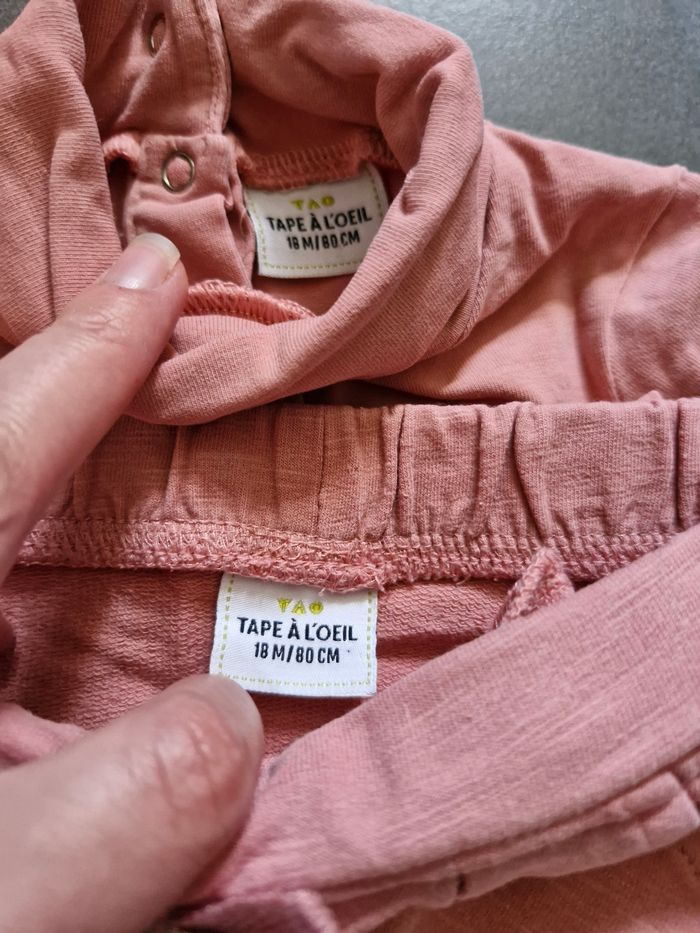 TAO
TAPE À L'OEIL
18 M/80 CM
TAO
TAPE À L'OEIL
18 M/80 CM